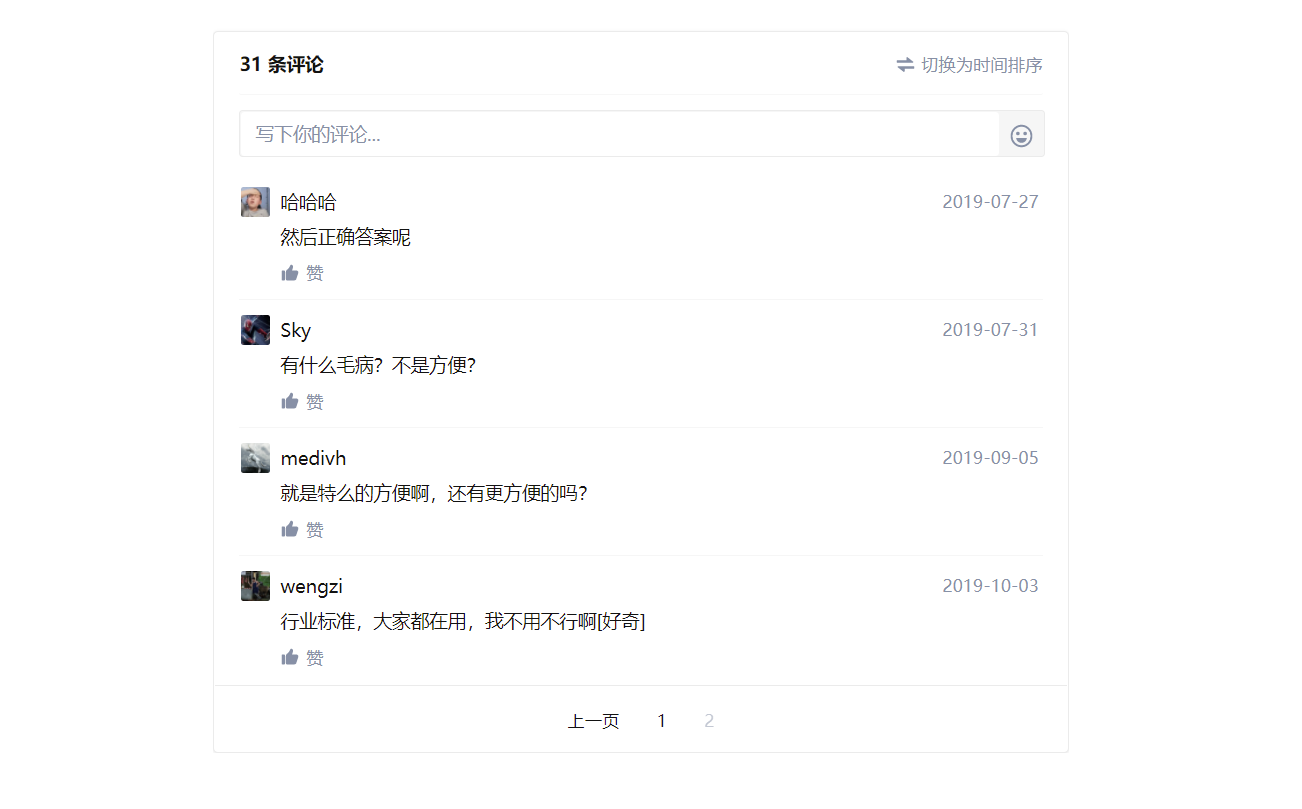 31 条评论
切换为时间排序
写下你的评论...
哈哈哈
2019-07-27
然后正确答案呢
赞
Sky
2019-07-31
有什么毛病？不是方便？
赞
medivh
2019-09-05
就是特么的方便啊，还有更方便的吗？
赞
wengzi
2019-10-03
行业标准，大家都在用，我不用不行啊[好奇]
赞
上一页 1 2